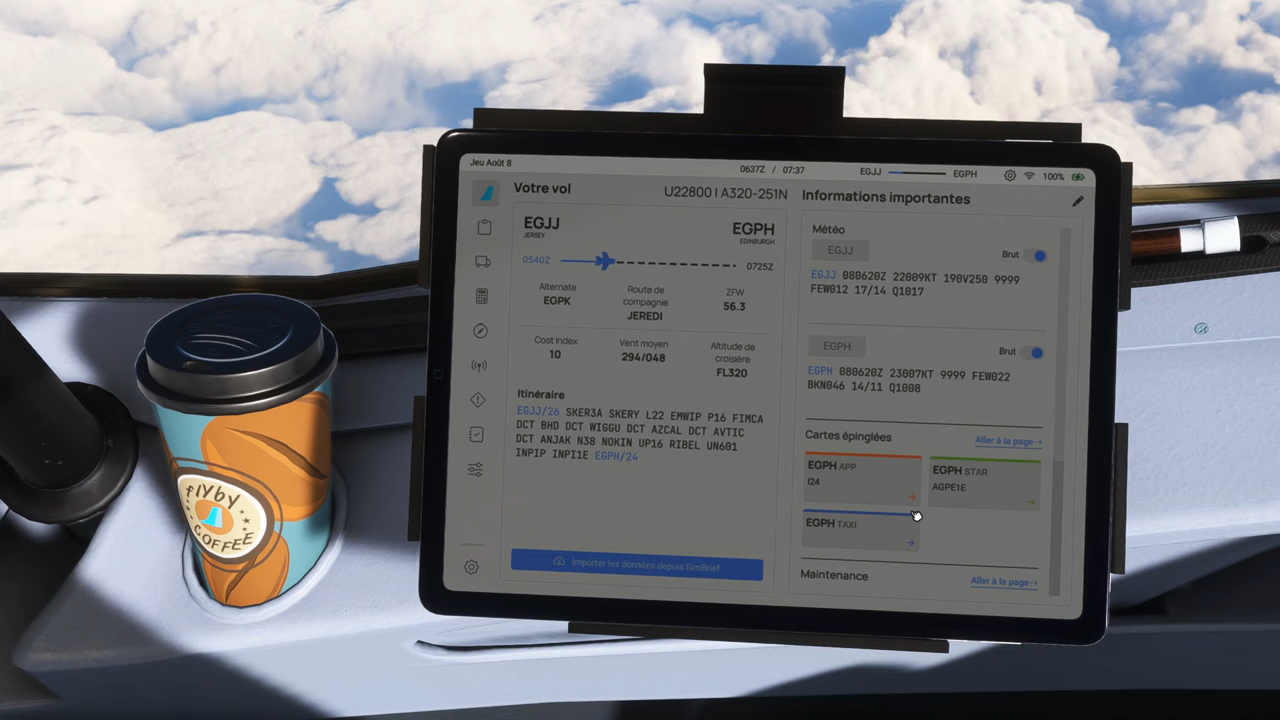 Jeu Août 8
0637Z / 07:37
EGJJ
EGPH
100%
Votre vol
U22800 | A320-251N
EGJJ
JERSEY
EGPH
EDINBURGH
0540Z
0725Z
Alternate
EGPK
Route de
compagnie
JEREDI
ZFW
56.3
Cost Index
10
Vent moyen
294/048
Altitude de
croisière
FL320
Itinéraire
EGJJ/26 SKER3A SKERY L22 EMWIP P16 FIMCA
DCT BHD DCT WIGGU DCT AZCAL DCT AVTIC
DCT ANJAK N38 NOKIN UP16 RIBEL UN601
INPIP INPI1E EGPH/24
Importer les données depuis SimBrief
Informations importantes
Météo
EGJJ
Brut
EGJJ 080620Z 22009KT 190V250 9999
FEW012 17/14 Q1017
EGPH
Brut
EGPH 080620Z 23007KT 9999 FEW022
BKN046 14/11 Q1008
Cartes épinglées
Aller à la page→
EGPH APP
I24
EGPH STAR
AGPE1E
EGPH TAXI
Maintenance
Aller à la page→
flyby
COFFEE